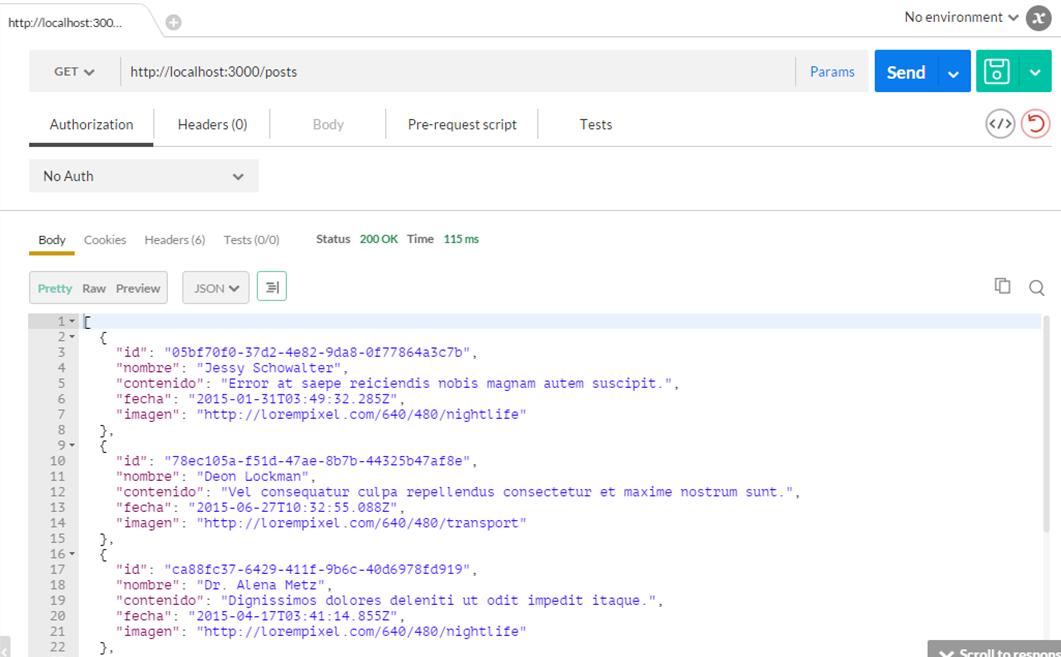 http://localhost:300...
No environment
GET
http://localhost:3000/posts
Params
Send
Authorization
Headers (0)
Body
Pre-request script
Tests
No Auth
Body
Cookies
Headers (6)
Tests (0/0)
Status 200 OK Time 115 ms
Pretty Raw Preview
JSON
1 [
2 {
3 "id": "05bf70f0-37d2-4e82-9da8-0f77864a3c7b",
4 "nombre": "Jessy Schowalter",
5 "contenido": "Error at saepe reiciendis nobis magnam autem suscipit.",
6 "fecha": "2015-01-31T03:49:32.285Z",
7 "imagen": "http://lorempixel.com/640/480/nightlife"
8 },
9 {
10 "id": "78ec105a-f51d-47ae-8b7b-44325b47af8e",
11 "nombre": "Deon Lockman",
12 "contenido": "Vel consequatur culpa repellendus consectetur et maxime nostrum sunt.",
13 "fecha": "2015-06-27T10:32:55.088Z",
14 "imagen": "http://lorempixel.com/640/480/transport"
15 },
16 {
17 "id": "ca88fc37-6429-411f-9b6c-40d6978fd919",
18 "nombre": "Dr. Alena Metz",
19 "contenido": "Dignissimos dolores deleniti ut odit impedit itaque.",
20 "fecha": "2015-04-17T03:41:14.855Z",
21 "imagen": "http://lorempixel.com/640/480/nightlife"
22 },
Scroll to respons